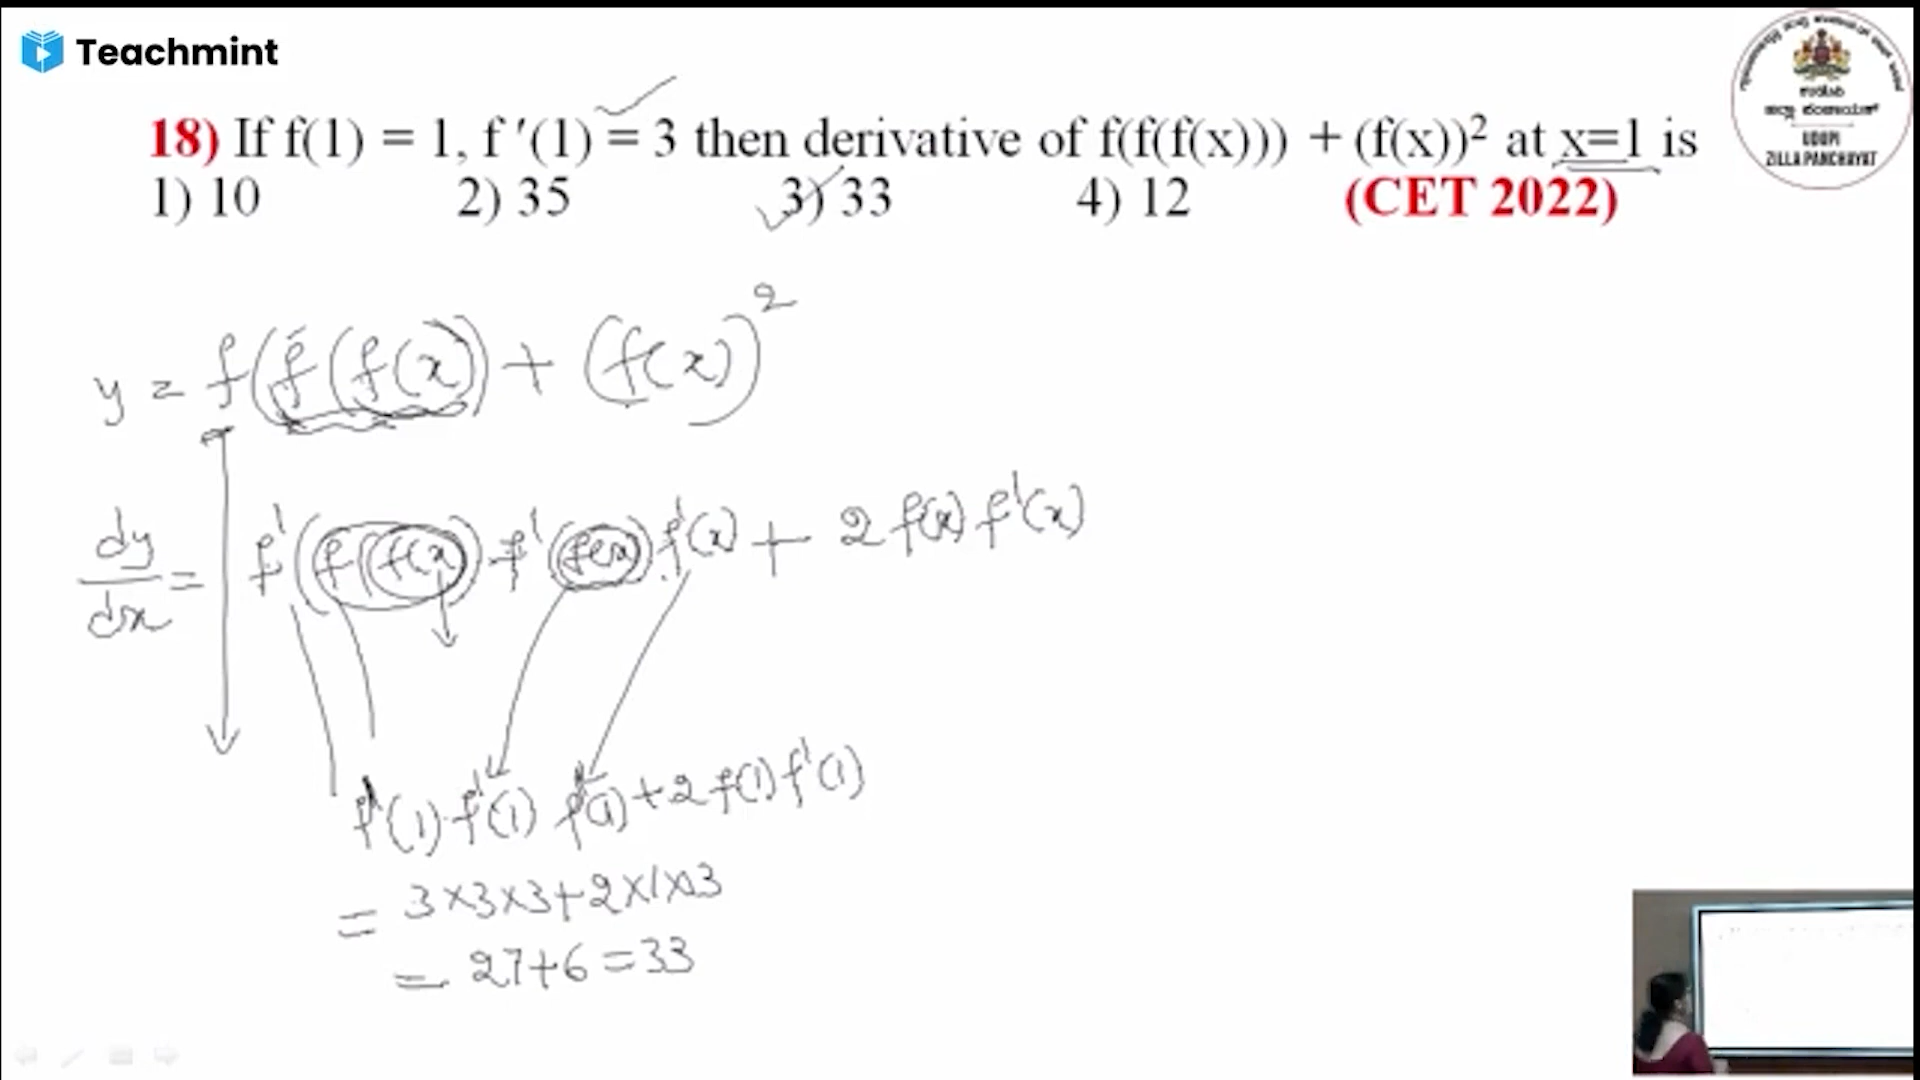 Teachmint
18) If f(1) = 1, f ′(1) = 3 then derivative of f(f(f(x))) + (f(x))² at x=1 is
1) 10 2) 35 3) 33 4) 12 (CET 2022)
UDUPI
ZILLA PANCHAYAT
y = f(f(f(x)) + (f(x))²
dy/dx = f'(f(f(x)) · f'(f(x)) · f'(x) + 2 f(x) f'(x)
f'(1) · f'(1) f'(1) + 2 f(1) f'(1)
= 3×3×3+2×1×3
= 27+6=33